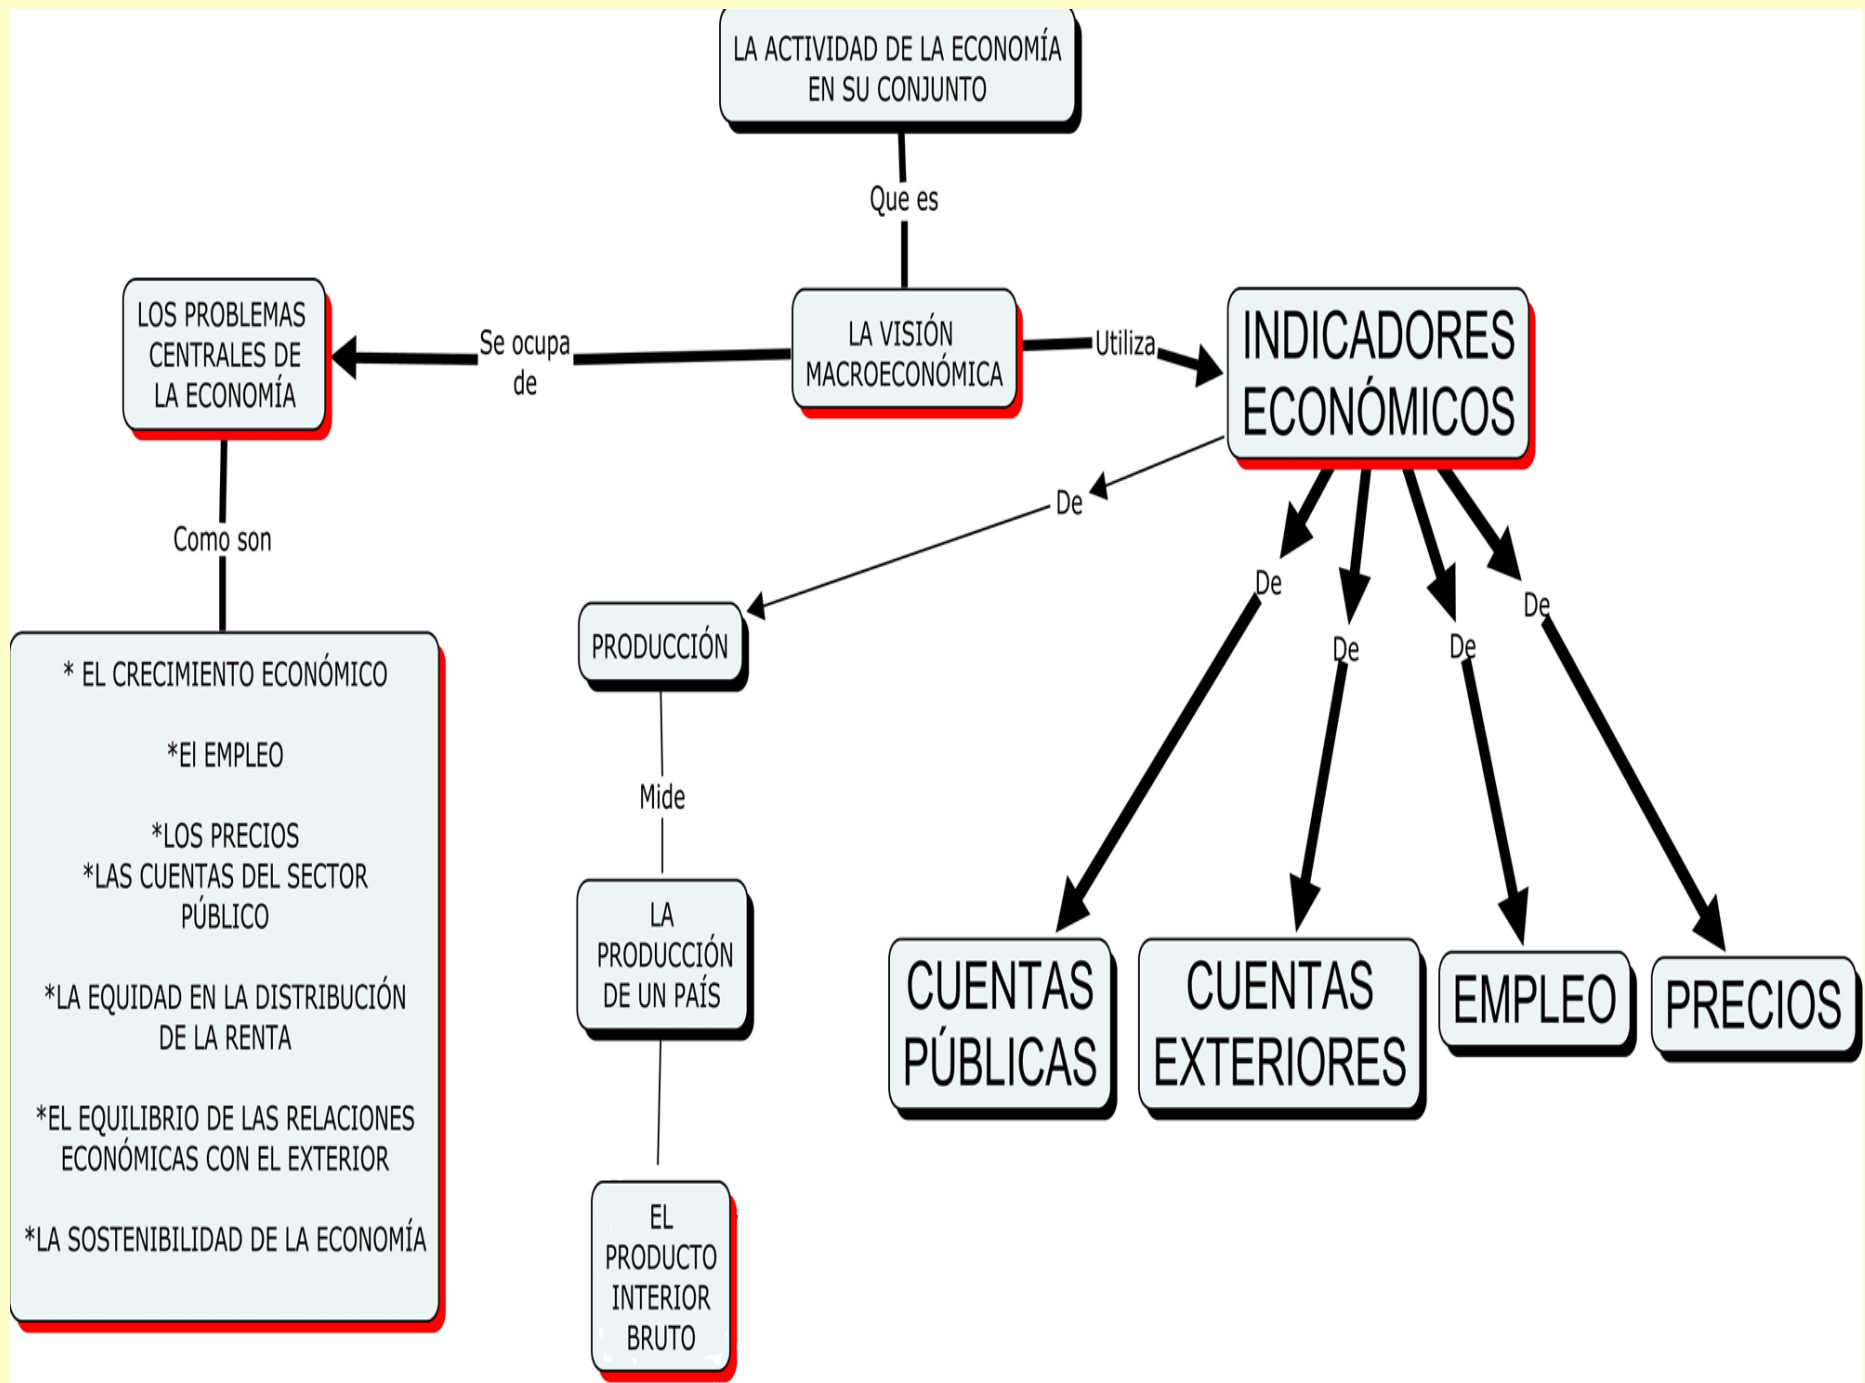 LA ACTIVIDAD DE LA ECONOMÍA
EN SU CONJUNTO
Que es
LOS PROBLEMAS
CENTRALES DE
LA ECONOMÍA
Se ocupa
de
LA VISIÓN
MACROECONÓMICA
Utiliza
INDICADORES
ECONÓMICOS
Como son
De
De
De
De
De
* EL CRECIMIENTO ECONÓMICO
*El EMPLEO
*LOS PRECIOS
*LAS CUENTAS DEL SECTOR
PÚBLICO
*LA EQUIDAD EN LA DISTRIBUCIÓN
DE LA RENTA
*EL EQUILIBRIO DE LAS RELACIONES
ECONÓMICAS CON EL EXTERIOR
*LA SOSTENIBILIDAD DE LA ECONOMÍA
PRODUCCIÓN
Mide
LA
PRODUCCIÓN
DE UN PAÍS
EL
PRODUCTO
INTERIOR
BRUTO
CUENTAS
PÚBLICAS
CUENTAS
EXTERIORES
EMPLEO
PRECIOS